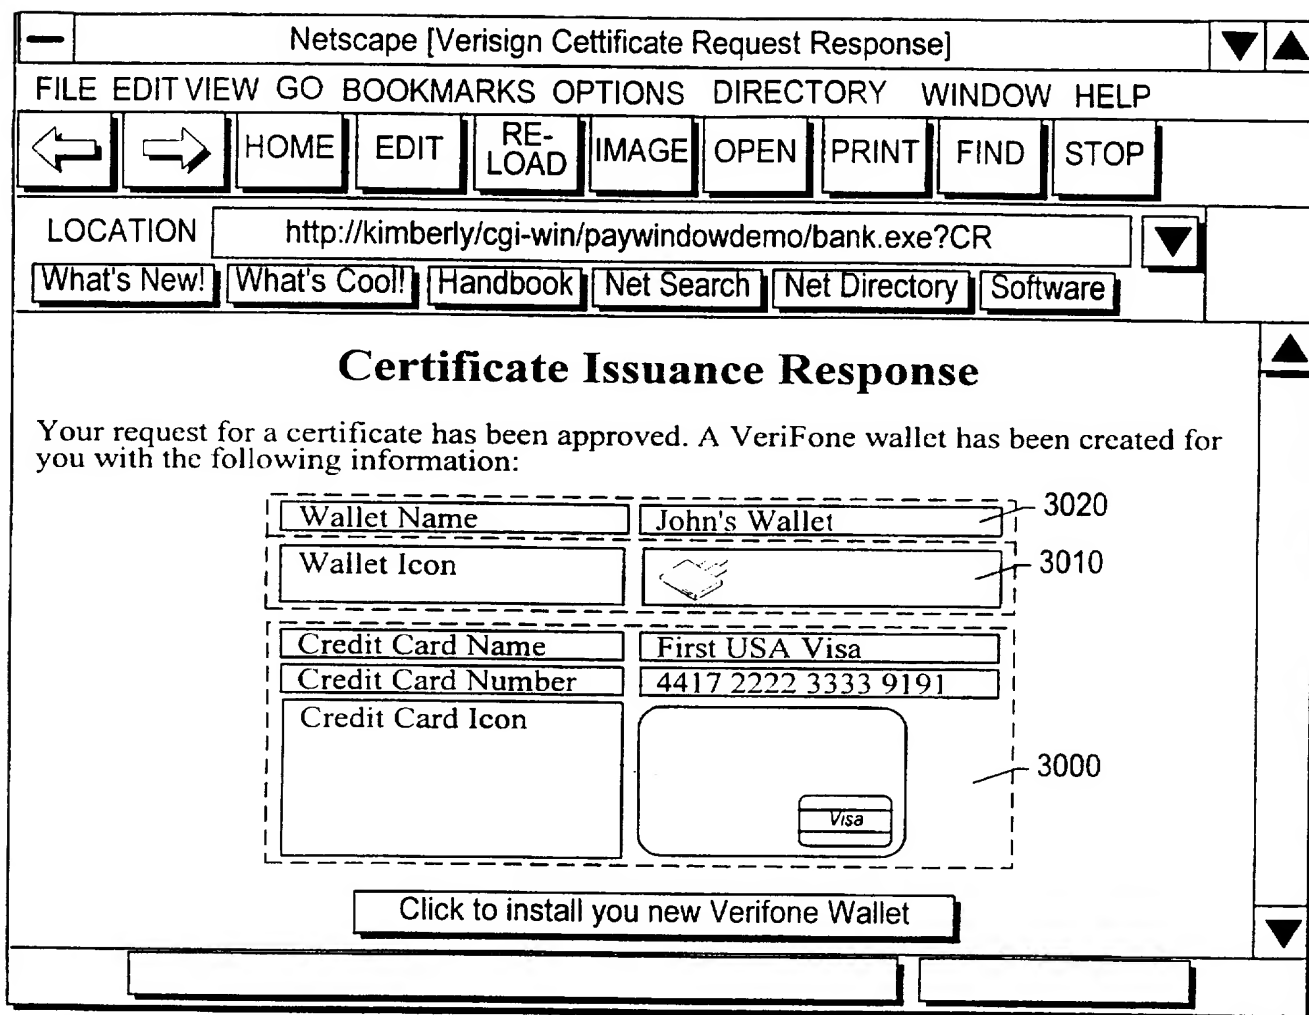 Netscape [Verisign Cettificate Request Response]
FILE EDIT VIEW GO BOOKMARKS OPTIONS DIRECTORY WINDOW HELP
HOME EDIT RE-LOAD IMAGE OPEN PRINT FIND STOP
LOCATION http://kimberly/cgi-win/paywindowdemo/bank.exe?CR
What's New! What's Cool! Handbook Net Search Net Directory Software
Certificate Issuance Response
Your request for a certificate has been approved. A VeriFone wallet has been created for
you with the following information:
Wallet Name John's Wallet 3020
Wallet Icon 3010
Credit Card Name First USA Visa
Credit Card Number 4417 2222 3333 9191
Credit Card Icon
3000
Visa
Click to install you new Verifone Wallet